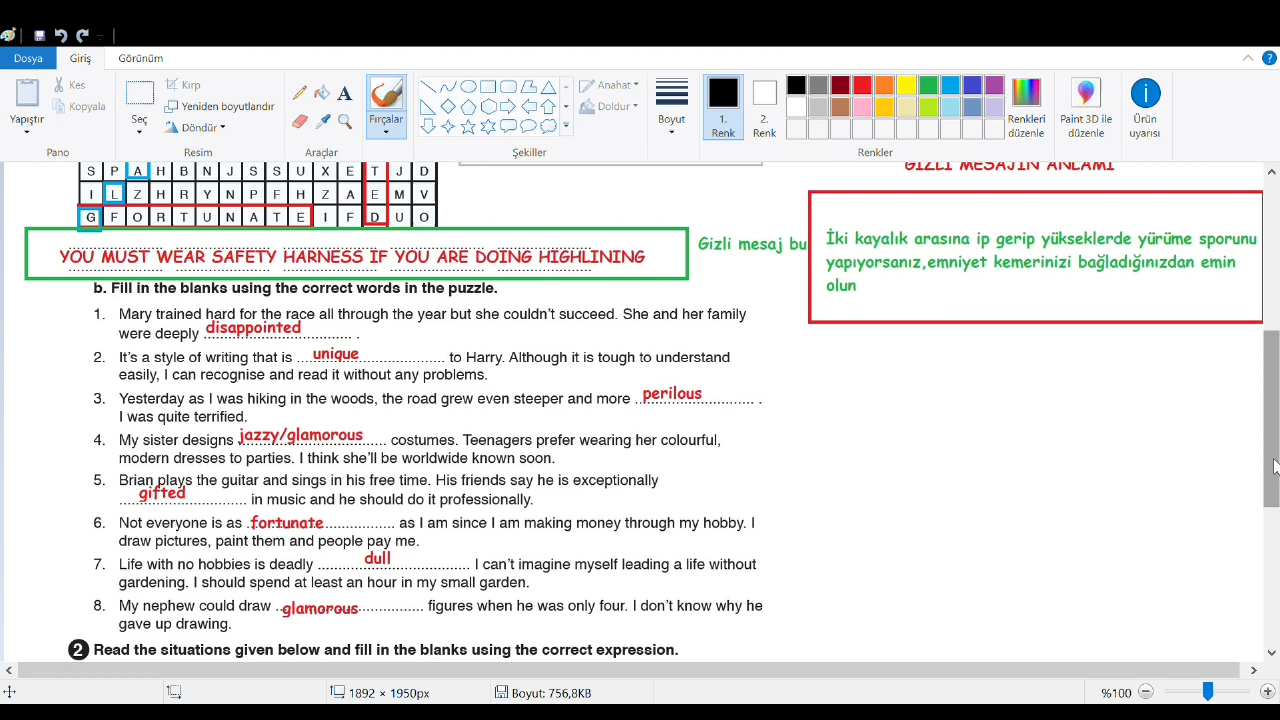 Dosya Giriş Görünüm
Yapıştır
Kes
Kopyala
Pano
Seç
Kırp
Yeniden boyutlandır
Döndür
Resim
A
Araçlar
Fırçalar
Şekiller
Anahat
Doldur
Boyut
1. Renk
2. Renk
Renkleri düzenle
Renkler
Paint 3D ile düzenle
Ürün uyarısı
S P A H B N J S S U X E T J D
I L Z H R Y N P F H Z A E M V
G F O R T U N A T E I F D U O
GİZLİ MESAJIN ANLAMI
YOU MUST WEAR SAFETY HARNESS IF YOU ARE DOING HIGHLINING
Gizli mesaj bu
İki kayalık arasına ip gerip yükseklerde yürüme sporunu
yapıyorsanız,emniyet kemerinizi bağladığınızdan emin
olun
b. Fill in the blanks using the correct words in the puzzle.
1. Mary trained hard for the race all through the year but she couldn't succeed. She and her family
were deeply disappointed .
2. It's a style of writing that is unique to Harry. Although it is tough to understand
easily, I can recognise and read it without any problems.
3. Yesterday as I was hiking in the woods, the road grew even steeper and more perilous .
I was quite terrified.
4. My sister designs jazzy/glamorous costumes. Teenagers prefer wearing her colourful,
modern dresses to parties. I think she'll be worldwide known soon.
5. Brian plays the guitar and sings in his free time. His friends say he is exceptionally
gifted in music and he should do it professionally.
6. Not everyone is as fortunate as I am since I am making money through my hobby. I
draw pictures, paint them and people pay me.
7. Life with no hobbies is deadly dull I can't imagine myself leading a life without
gardening. I should spend at least an hour in my small garden.
8. My nephew could draw glamorous figures when he was only four. I don't know why he
gave up drawing.
2 Read the situations given below and fill in the blanks using the correct expression.
1892 × 1950px
Boyut: 756,8KB
%100